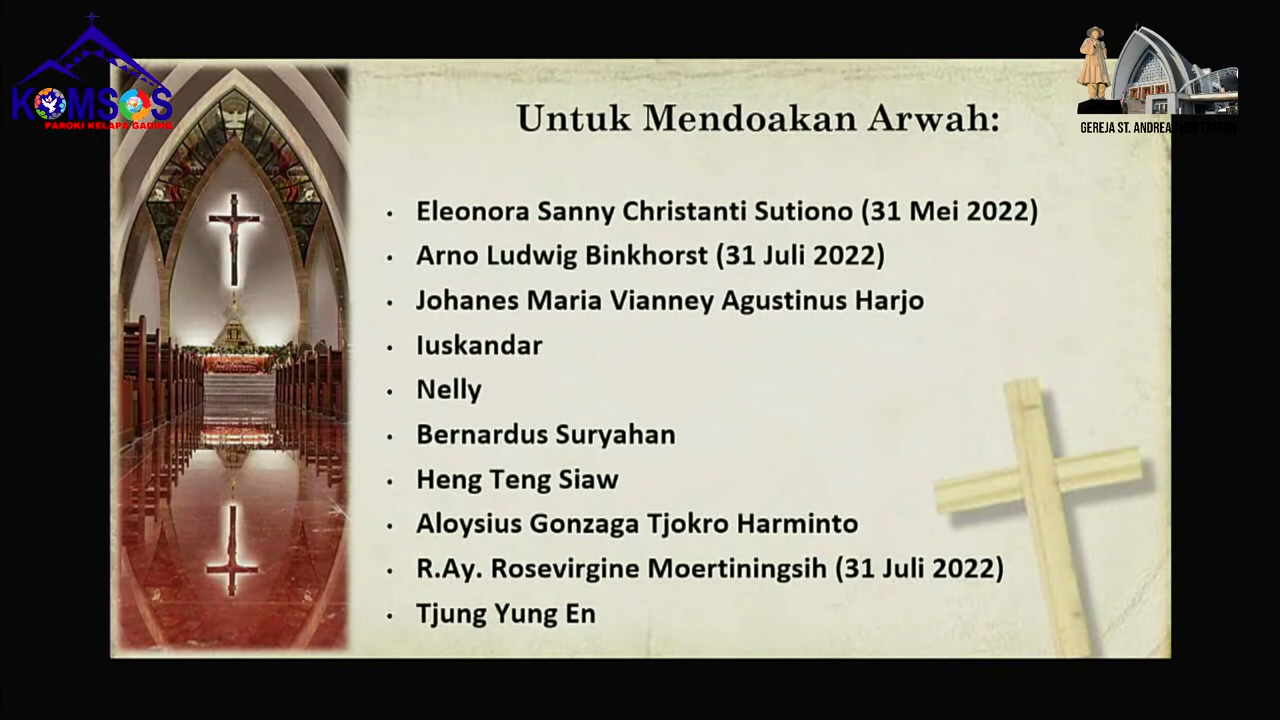 KOMSOS
PAROKI KELAPA GADING
GEREJA ST. ANDREAS KIM TAEGON
Untuk Mendoakan Arwah:
• Eleonora Sanny Christanti Sutiono (31 Mei 2022)
• Arno Ludwig Binkhorst (31 Juli 2022)
• Johanes Maria Vianney Agustinus Harjo
• Iuskandar
• Nelly
• Bernardus Suryahan
• Heng Teng Siaw
• Aloysius Gonzaga Tjokro Harminto
• R.Ay. Rosevirgine Moertiningsih (31 Juli 2022)
• Tjung Yung En